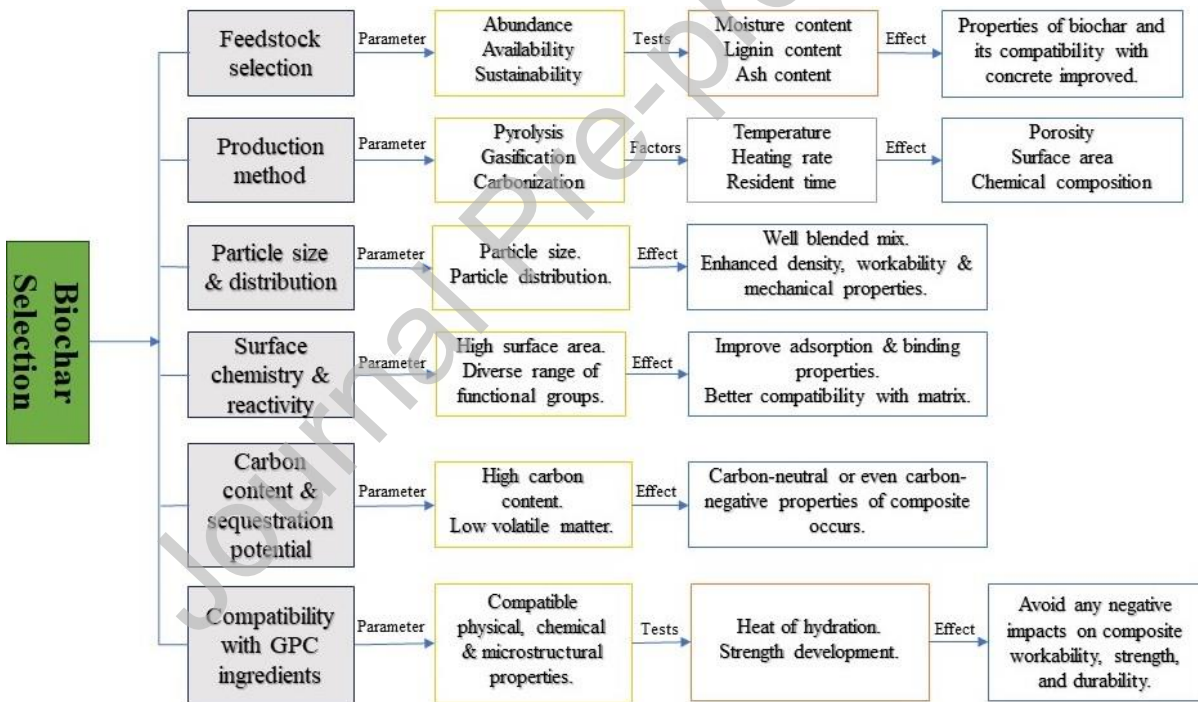 Biochar
Selection
Feedstock
selection
Parameter
Abundance
Availability
Sustainability
Tests
Moisture content
Lignin content
Ash content
Effect
Properties of biochar and
its compatibility with
concrete improved.
Production
method
Parameter
Pyrolysis
Gasification
Carbonization
Factors
Temperature
Heating rate
Resident time
Effect
Porosity
Surface area
Chemical composition
Particle size
& distribution
Parameter
Particle size.
Particle distribution.
Effect
Well blended mix.
Enhanced density, workability &
mechanical properties.
Surface
chemistry &
reactivity
Parameter
High surface area.
Diverse range of
functional groups.
Effect
Improve adsorption & binding
properties.
Better compatibility with matrix.
Carbon
content &
sequestration
potential
Parameter
High carbon
content.
Low volatile matter.
Effect
Carbon-neutral or even carbon-
negative properties of composite
occurs.
Compatibility
with GPC
ingredients
Parameter
Compatible
physical, chemical
& microstructural
properties.
Tests
Heat of hydration.
Strength development.
Effect
Avoid any negative
impacts on composite
workability, strength,
and durability.
Journal Pre-pr